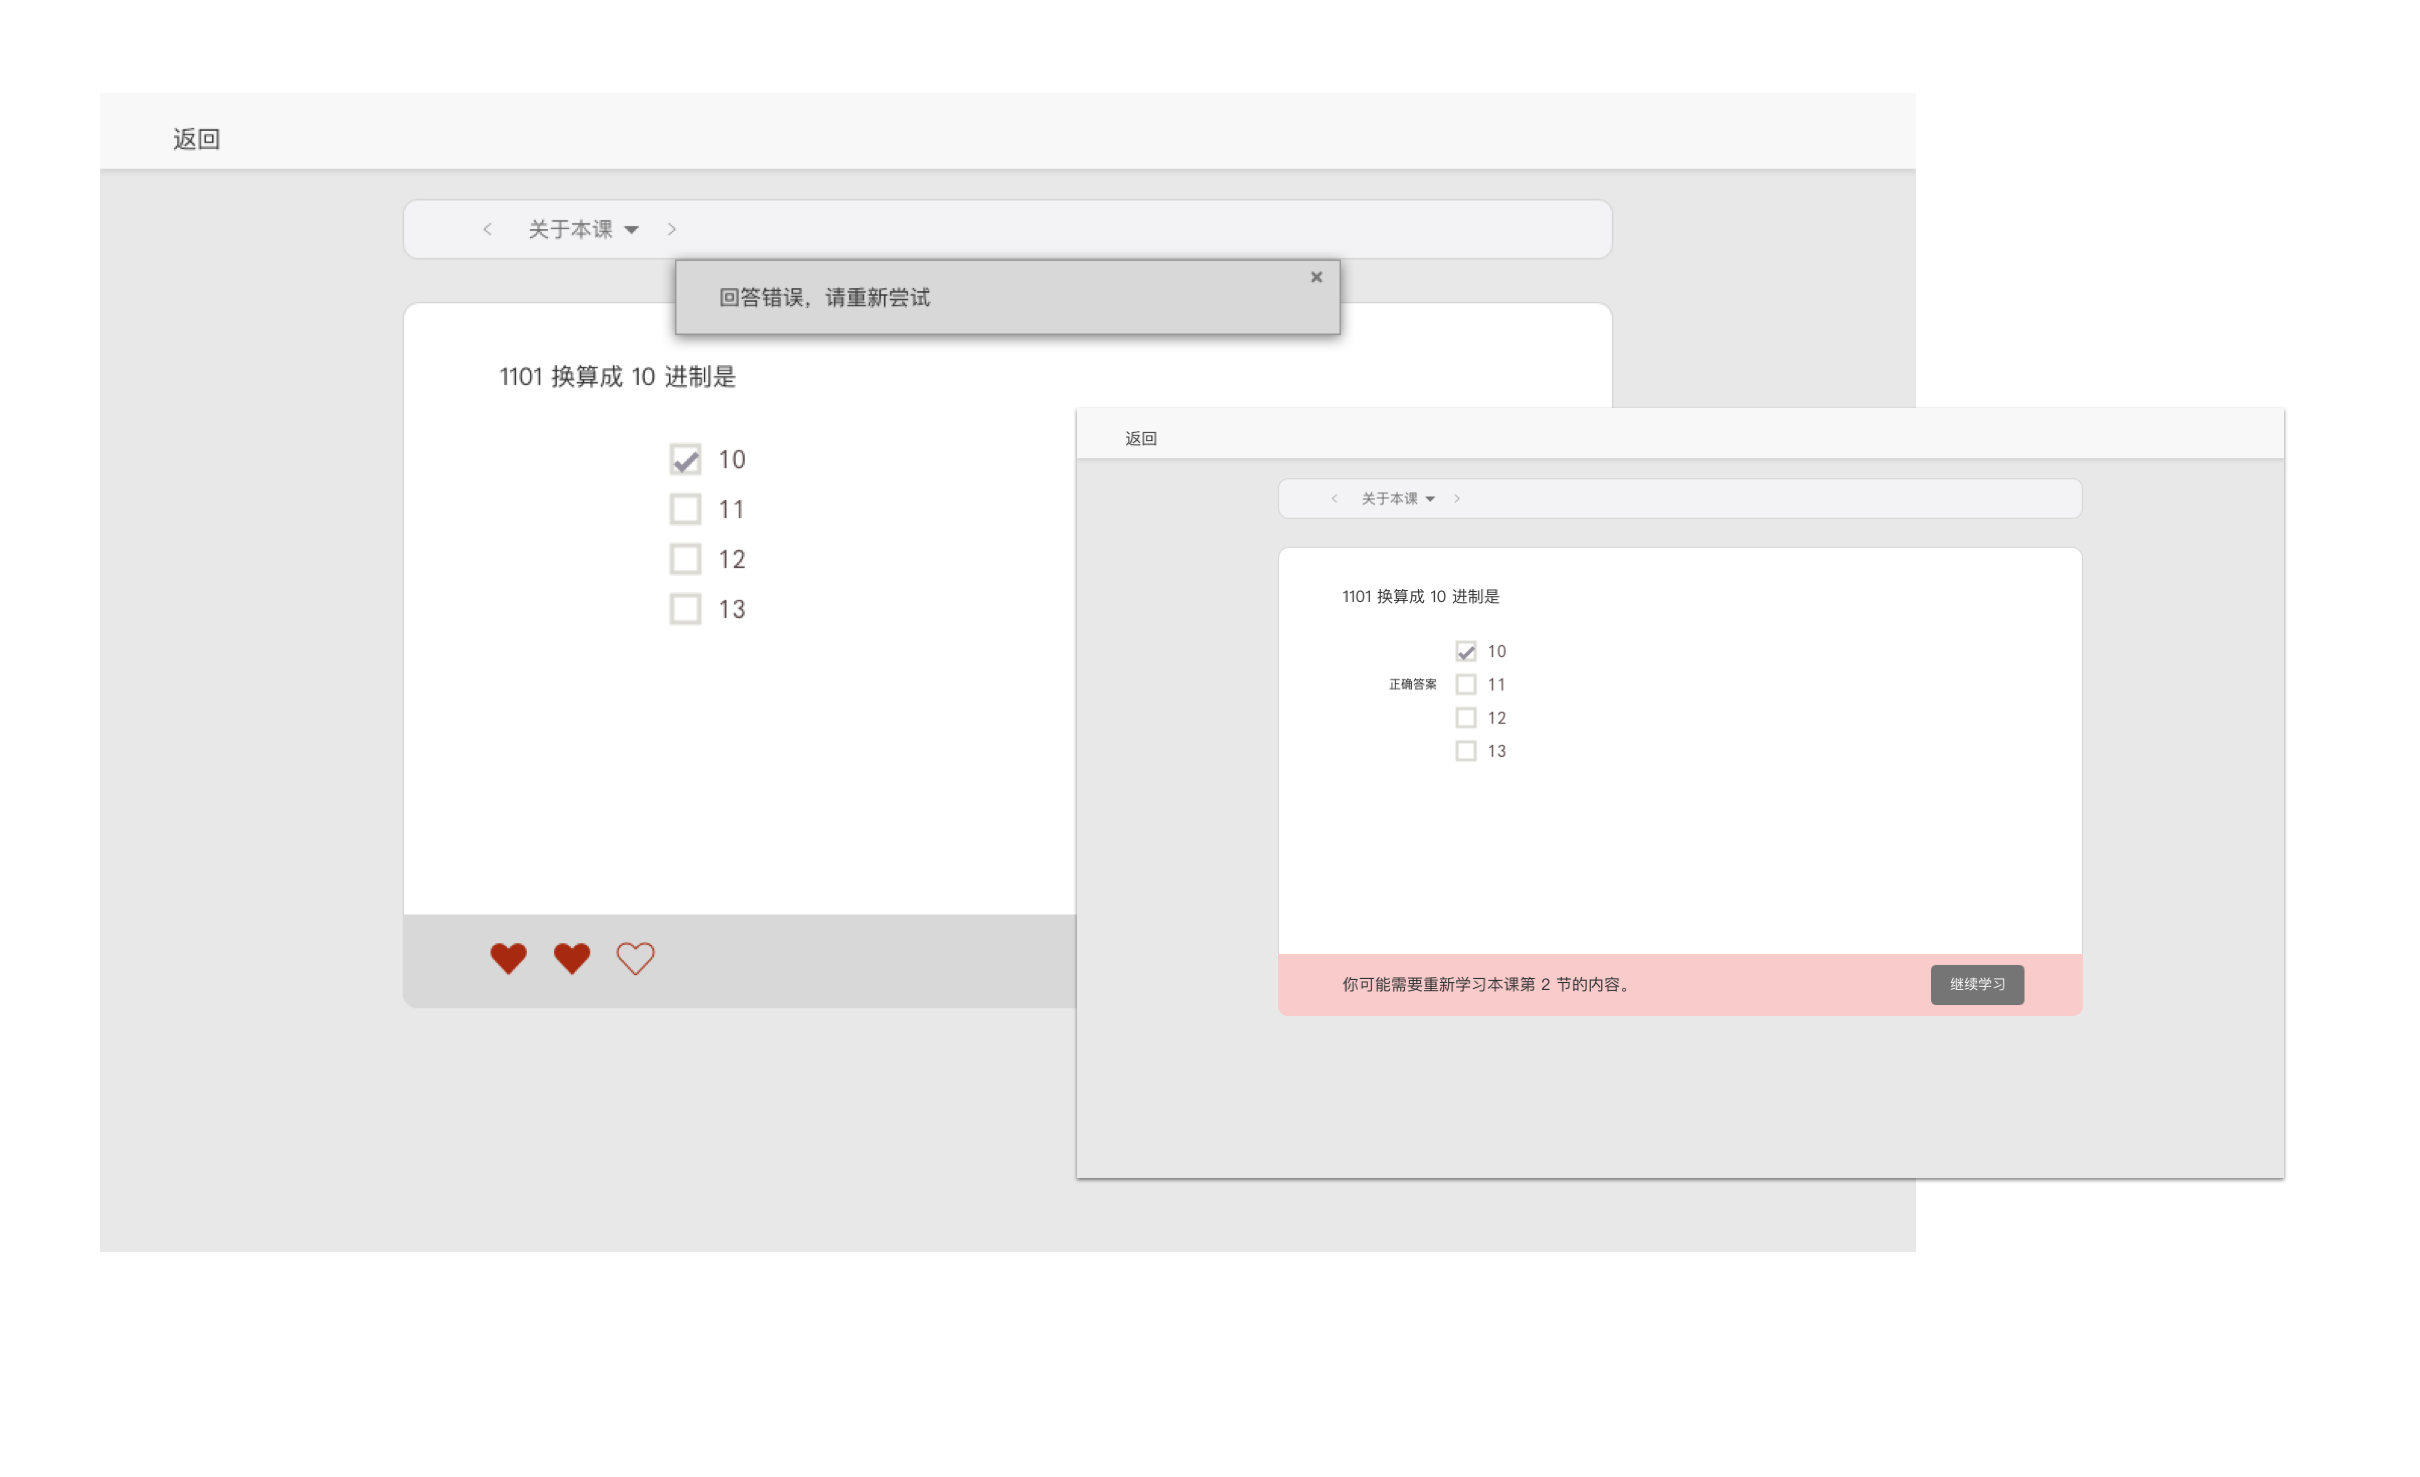 返回
关于本课
回答错误，请重新尝试
1101 换算成 10 进制是
10
11
12
13
返回
关于本课
1101 换算成 10 进制是
10
正确答案 11
12
13
你可能需要重新学习本课第 2 节的内容。
继续学习